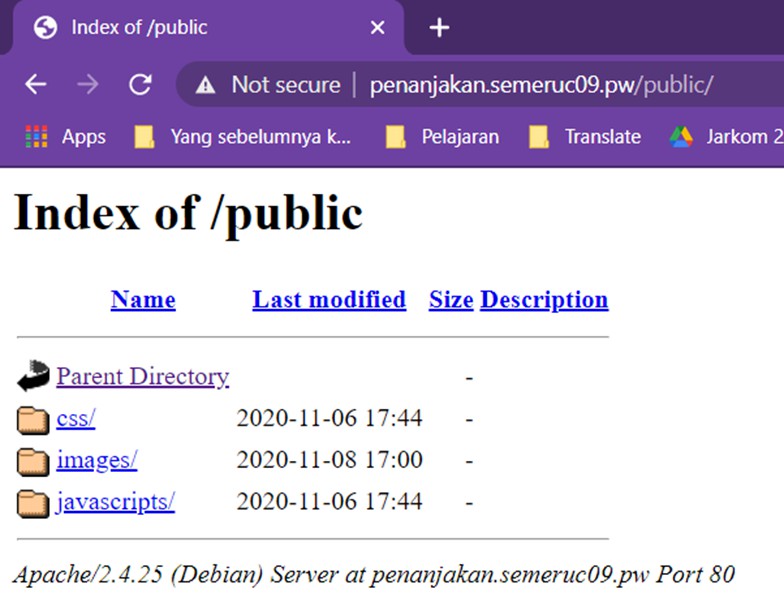 Index of /public
Not secure penanjakan.semeruc09.pw/public/
Apps Yang sebelumnya k... Pelajaran Translate Jarkom 2
Index of /public
Name Last modified Size Description
Parent Directory -
css/ 2020-11-06 17:44 -
images/ 2020-11-08 17:00 -
javascripts/ 2020-11-06 17:44 -
Apache/2.4.25 (Debian) Server at penanjakan.semeruc09.pw Port 80